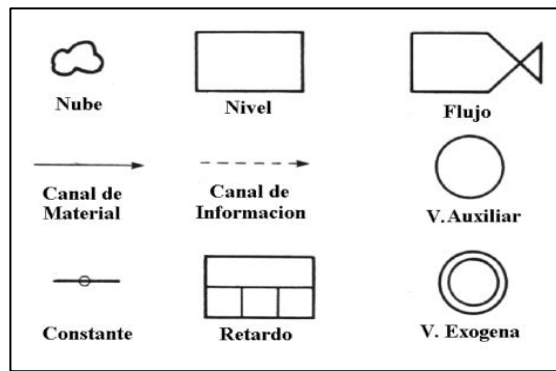 Nube
Nivel
Flujo
Canal de
Material
Canal de
Informacion
V. Auxiliar
Constante
Retardo
V. Exogena